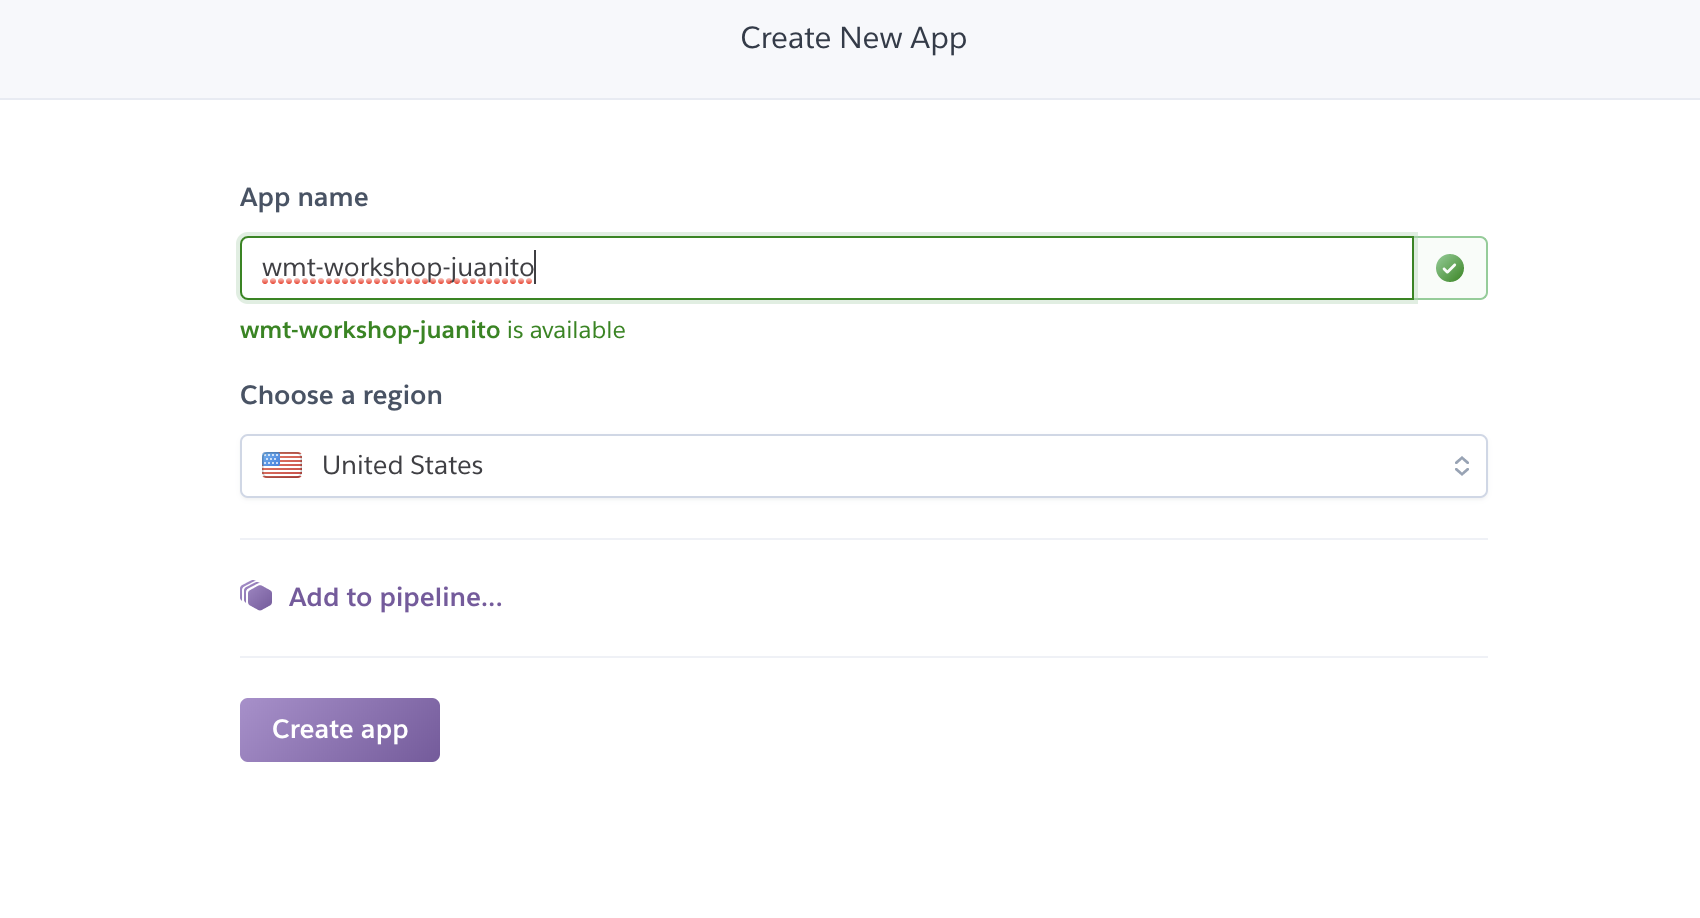 Create New App
App name
wmt-workshop-juanito
wmt-workshop-juanito is available
Choose a region
United States
Add to pipeline...
Create app